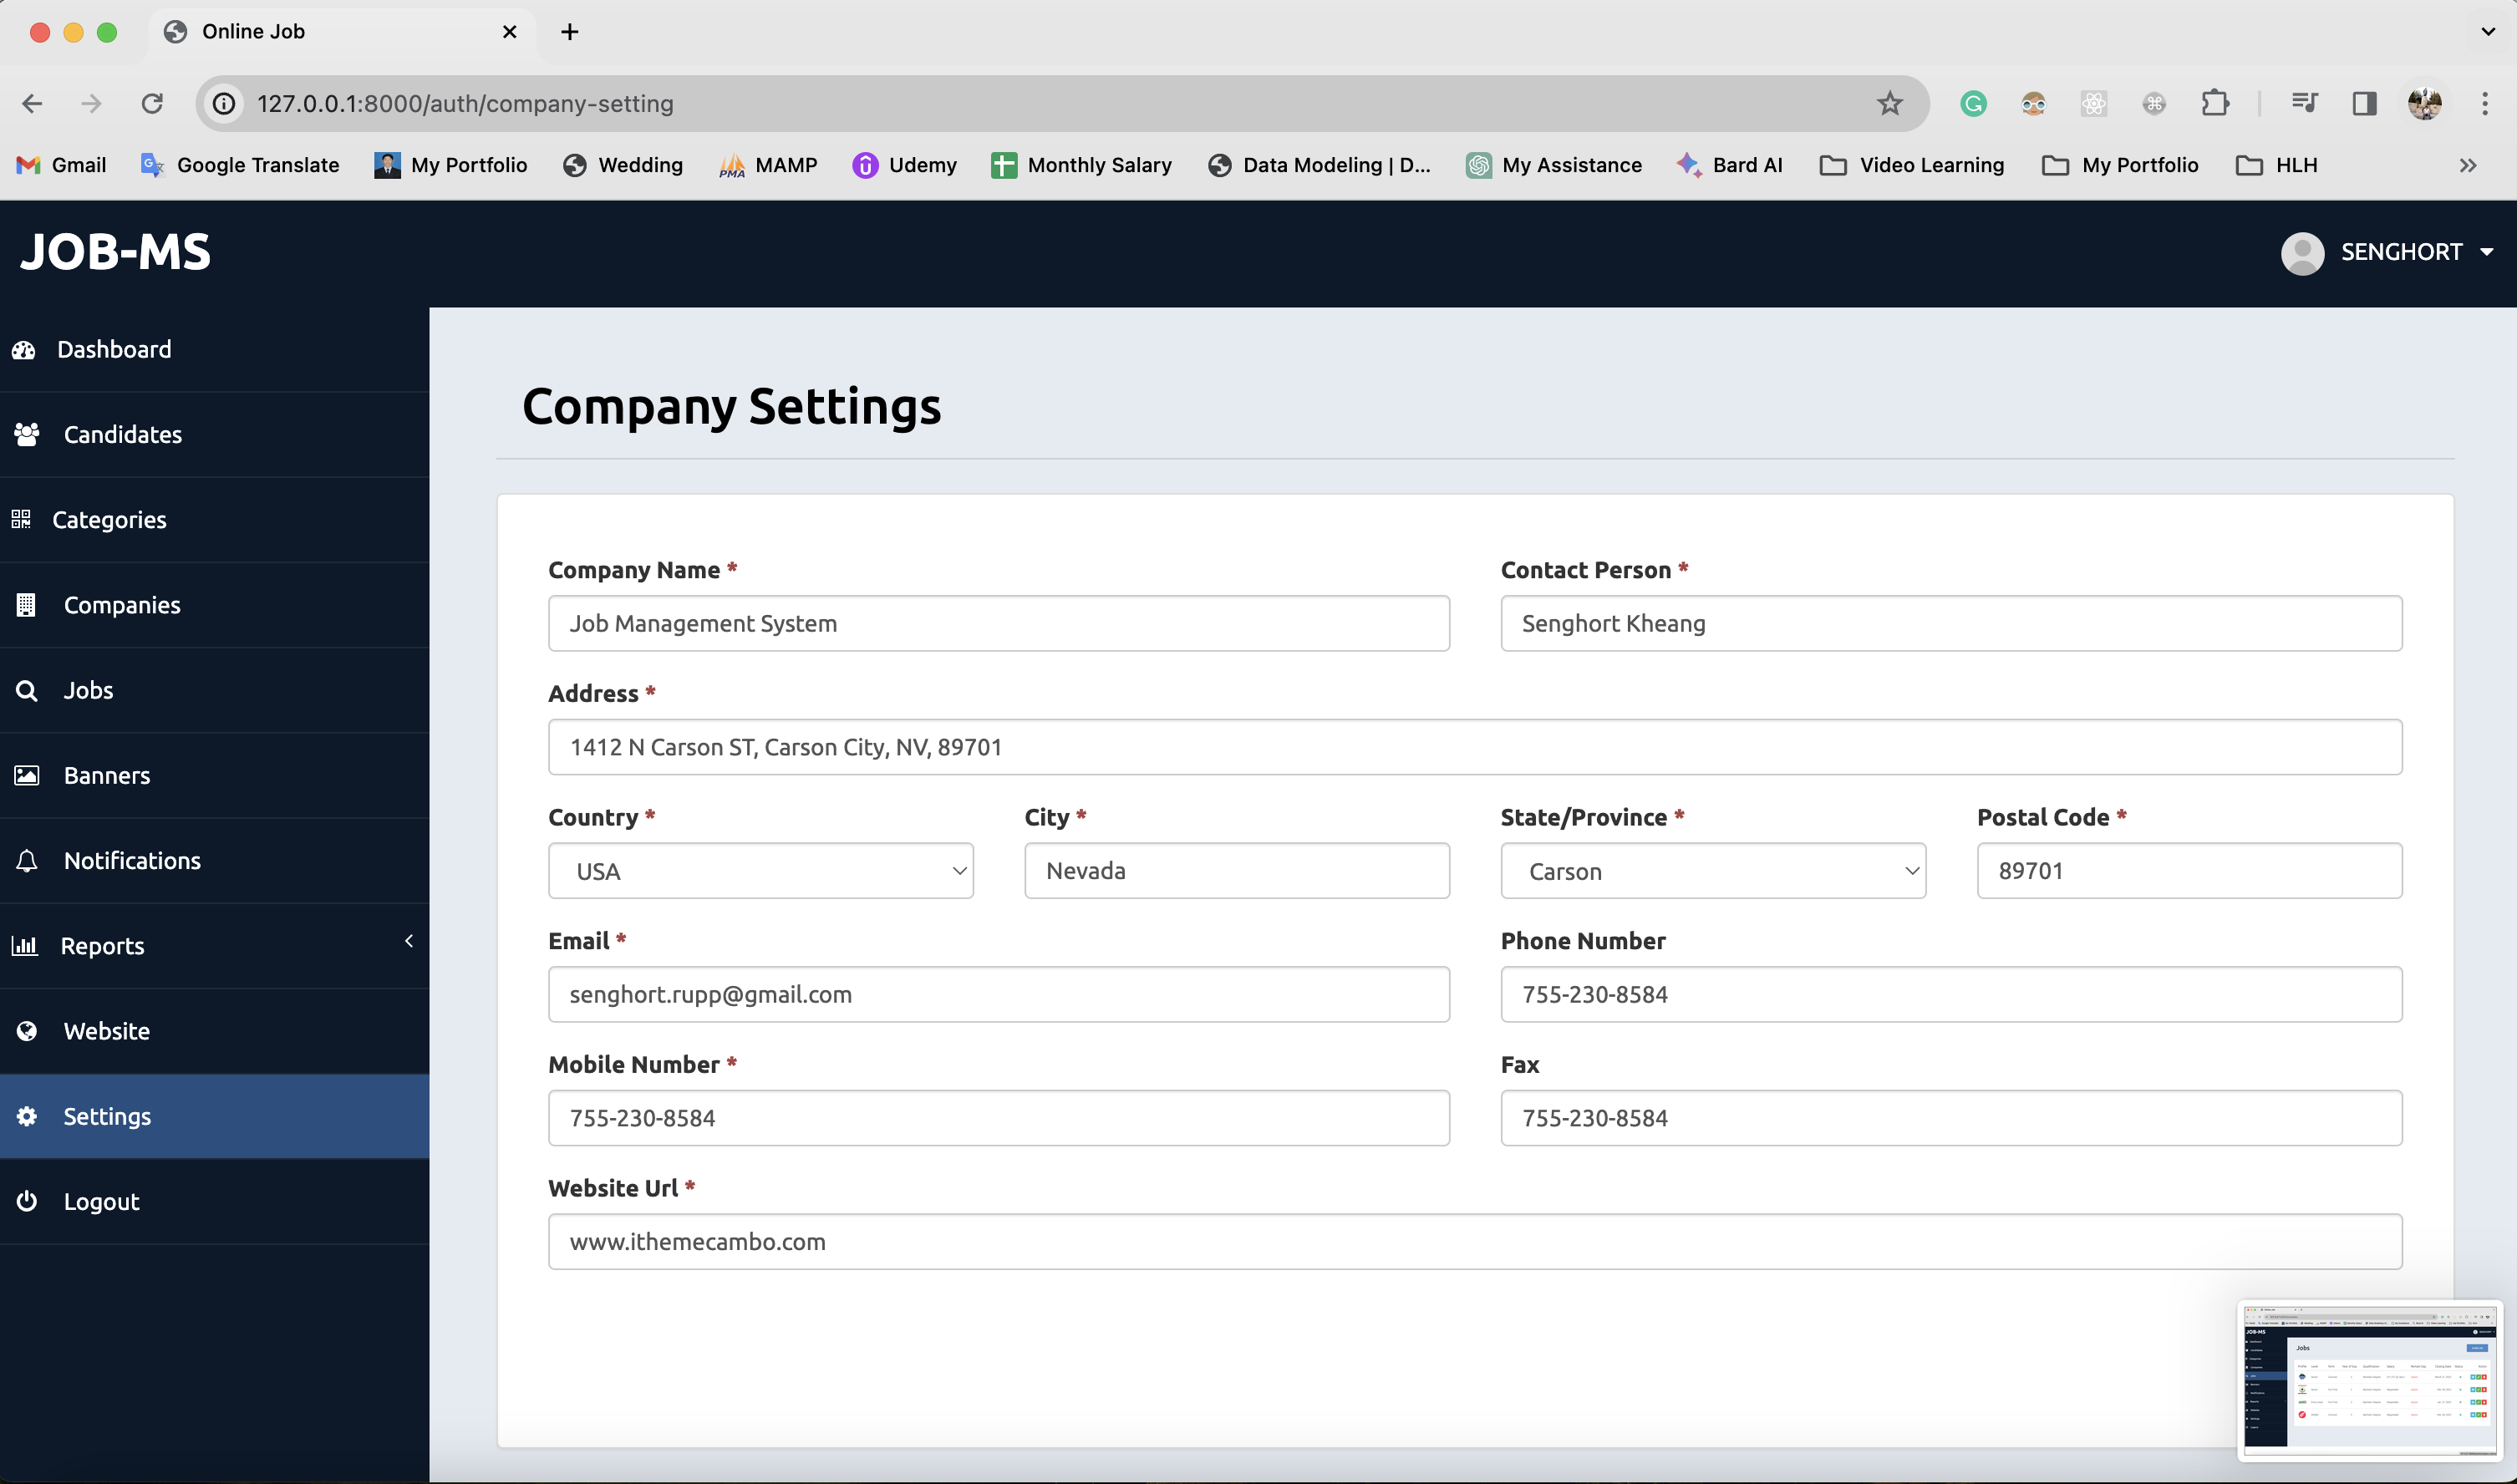 Online Job
127.0.0.1:8000/auth/company-setting
Gmail Google Translate My Portfolio Wedding MAMP Udemy Monthly Salary Data Modeling | D... My Assistance Bard AI Video Learning My Portfolio HLH
JOB-MS
SENGHORT
Dashboard
Candidates
Categories
Companies
Jobs
Banners
Notifications
Reports
Website
Settings
Logout
Company Settings
Company Name * Contact Person *
Job Management System Senghort Kheang
Address *
1412 N Carson ST, Carson City, NV, 89701
Country * City * State/Province * Postal Code *
USA Nevada Carson 89701
Email * Phone Number
senghort.rupp@gmail.com 755-230-8584
Mobile Number * Fax
755-230-8584 755-230-8584
Website Url *
www.ithemecambo.com
JOB-MS
Jobs